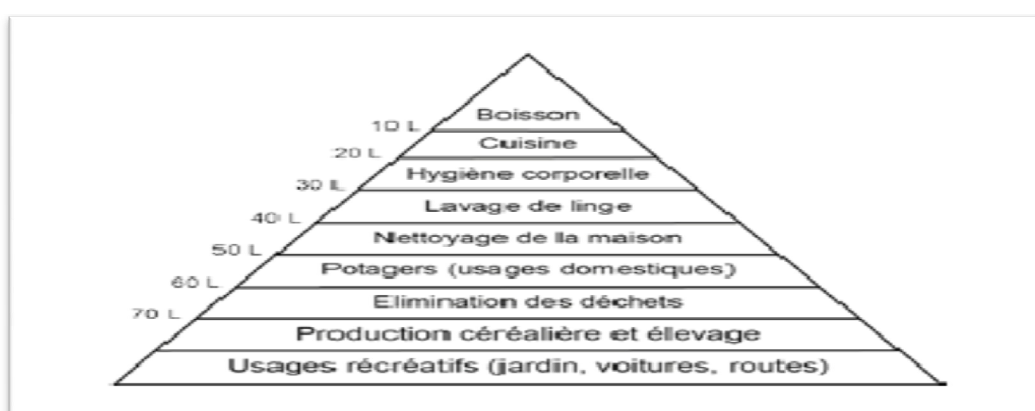 Boisson
10 L
Cuisine
20 L
Hygiène corporelle
30 L
Lavage de linge
40 L
Nettoyage de la maison
50 L
Potagers (usages domestiques)
60 L
Elimination des déchets
70 L
Production céréalière et élevage
Usages récréatifs (jardin, voitures, routes)